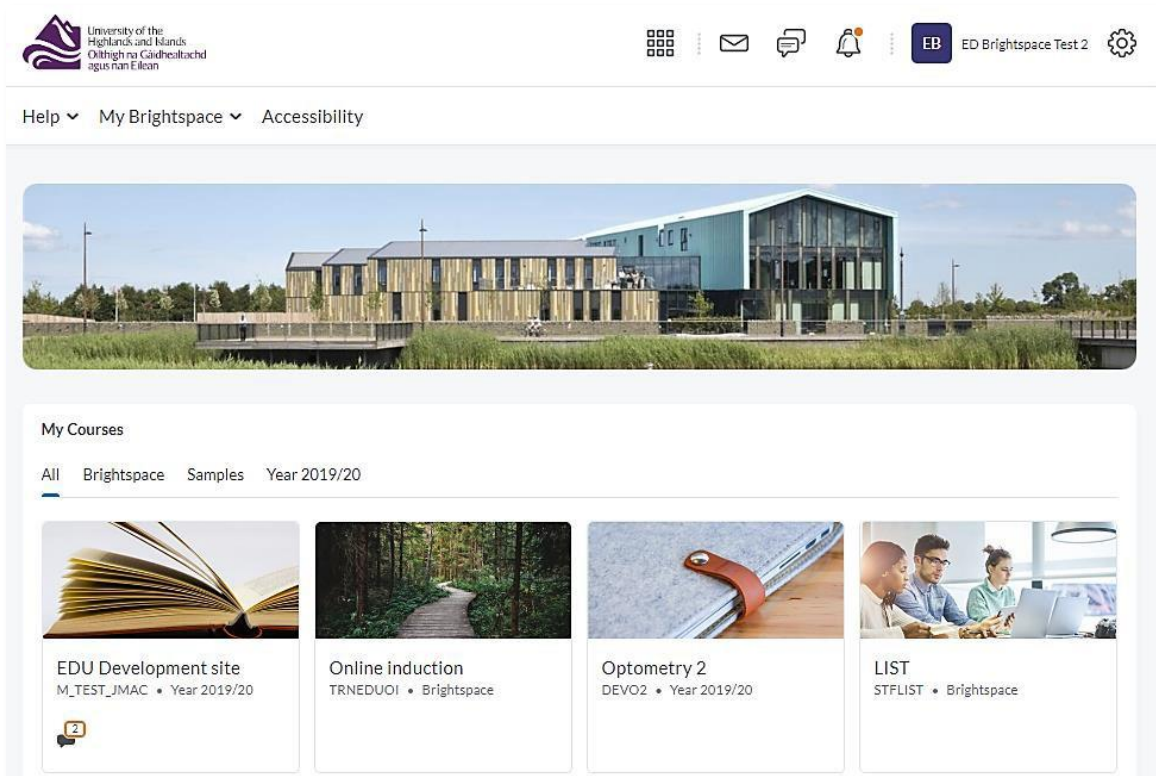 University of the
Highlands and Islands
Oilthigh na Gàidhealtachd
agus nan Eilean
EB
ED Brightspace Test 2
Help
My Brightspace
Accessibility
My Courses
All
Brightspace
Samples
Year 2019/20
EDU Development site
M_TEST_JMAC • Year 2019/20
2
Online induction
TRNEDUOI • Brightspace
Optometry 2
DEVO2 • Year 2019/20
LIST
STFLIST • Brightspace